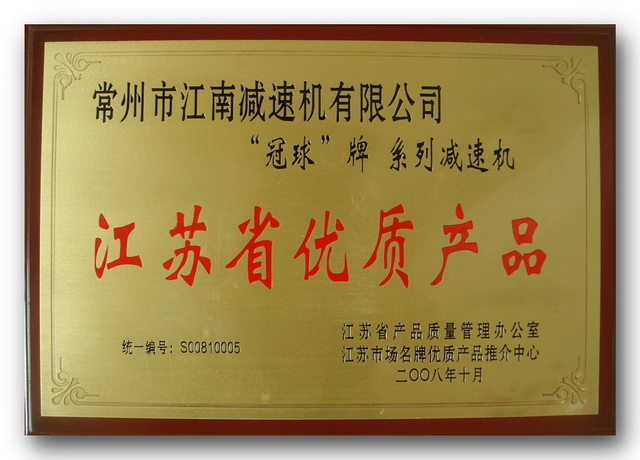 常州市江南减速机有限公司
“冠球”牌 系列减速机
江苏省优质产品
江苏省产品质量管理办公室
统一编号：S00810005
江苏市场名牌优质产品推介中心
二〇〇八年十月